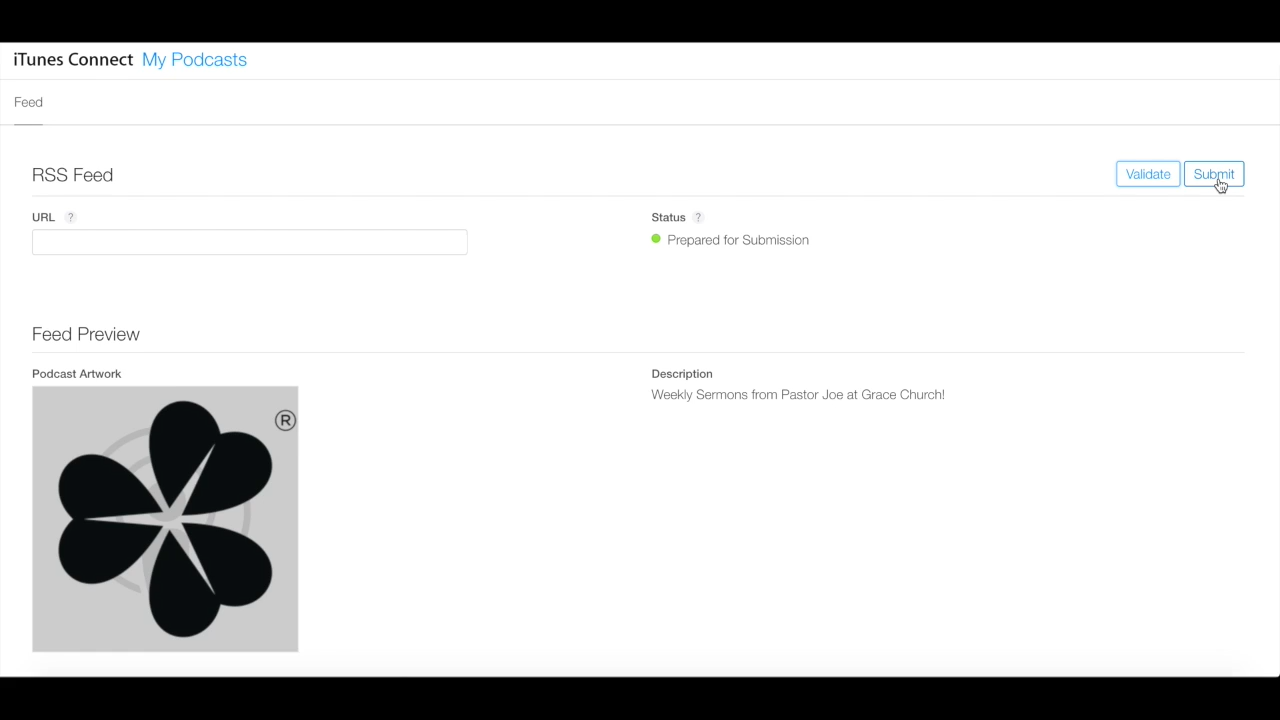 iTunes Connect My Podcasts
Feed
RSS Feed
Validate Submit
URL ?
Status ?
Prepared for Submission
Feed Preview
Podcast Artwork
Description
Weekly Sermons from Pastor Joe at Grace Church!
®